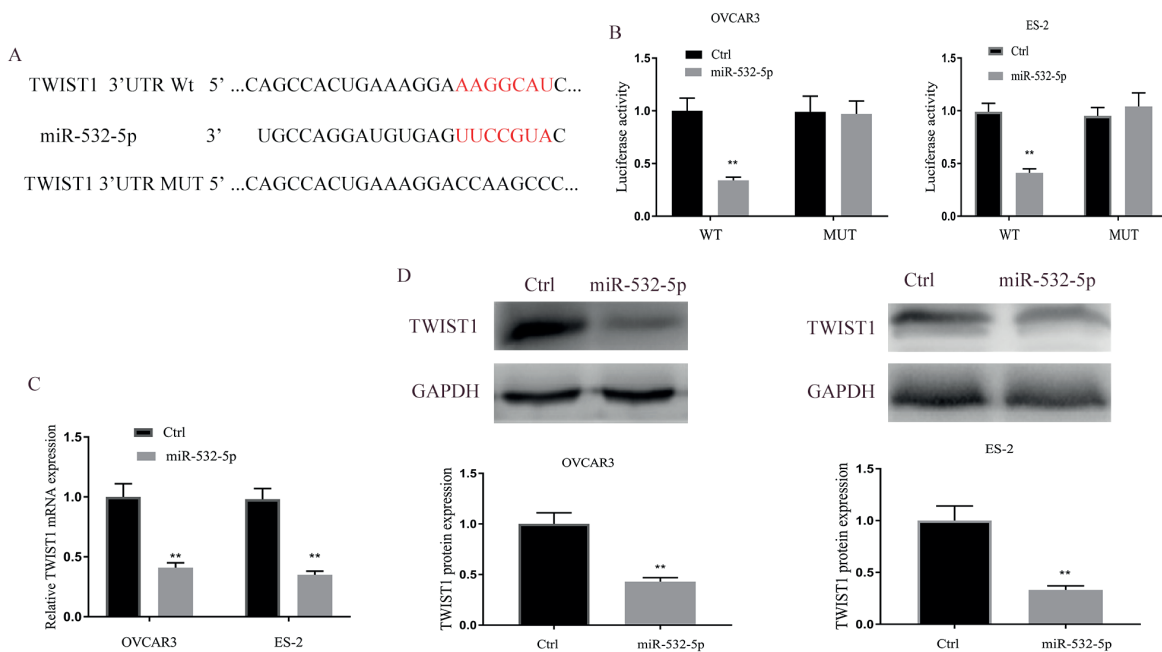 A
TWIST1 3’UTR Wt 5’ ...CAGCCACUGAAAGGAAAGGCAUC...
miR-532-5p 3’ UGCCAGGAUGUGAGUUCCGUAC
TWIST1 3’UTR MUT 5’ ...CAGCCACUGAAAGGACCAAGCCC...
B
OVCAR3
Ctrl
miR-532-5p
Luciferase activity
1.5
1.0
0.5
0.0
**
WT MUT
ES-2
Ctrl
miR-532-5p
Luciferase activity
1.5
1.0
0.5
0.0
**
WT MUT
C
Ctrl
miR-532-5p
Relative TWIST1 mRNA expression
1.5
1.0
0.5
0.0
** **
OVCAR3 ES-2
D
Ctrl miR-532-5p
TWIST1
GAPDH
Ctrl miR-532-5p
TWIST1
GAPDH
OVCAR3
TWIST1 protein expression
1.5
1.0
0.5
0.0
**
Ctrl miR-532-5p
ES-2
TWIST1 protein expression
1.5
1.0
0.5
0.0
**
Ctrl miR-532-5p